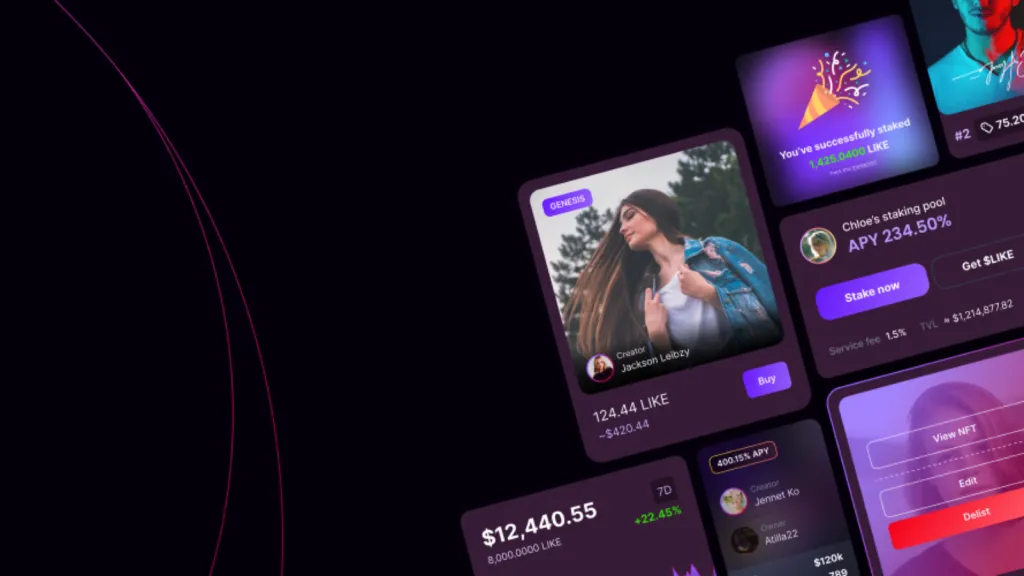 You've successfully staked
1,425.0400 LIKE
#2
75.20
GENESIS
Creator
Jackson Leibzy
124.44 LIKE
~$420.44
Buy
Chloe's staking pool
APY 234.50%
Stake now
Get $LIKE
Service fee 1.5%
TVL ≈ $1,214,877.82
$12,440.55
8,000.0000 LIKE
7D
+22.45%
400.15% APY
Creator
Jennet Ko
Owner
Atilla22
$120k
789
View NFT
Edit
Delist